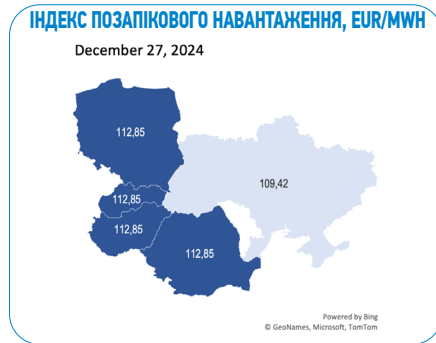 ІНДЕКС ПОЗАПІКОВОГО НАВАНТАЖЕННЯ, EUR/MWH
December 27, 2024
112,85
109,42
112,85
112,85
112,85
Powered by Bing
© GeoNames, Microsoft, TomTom